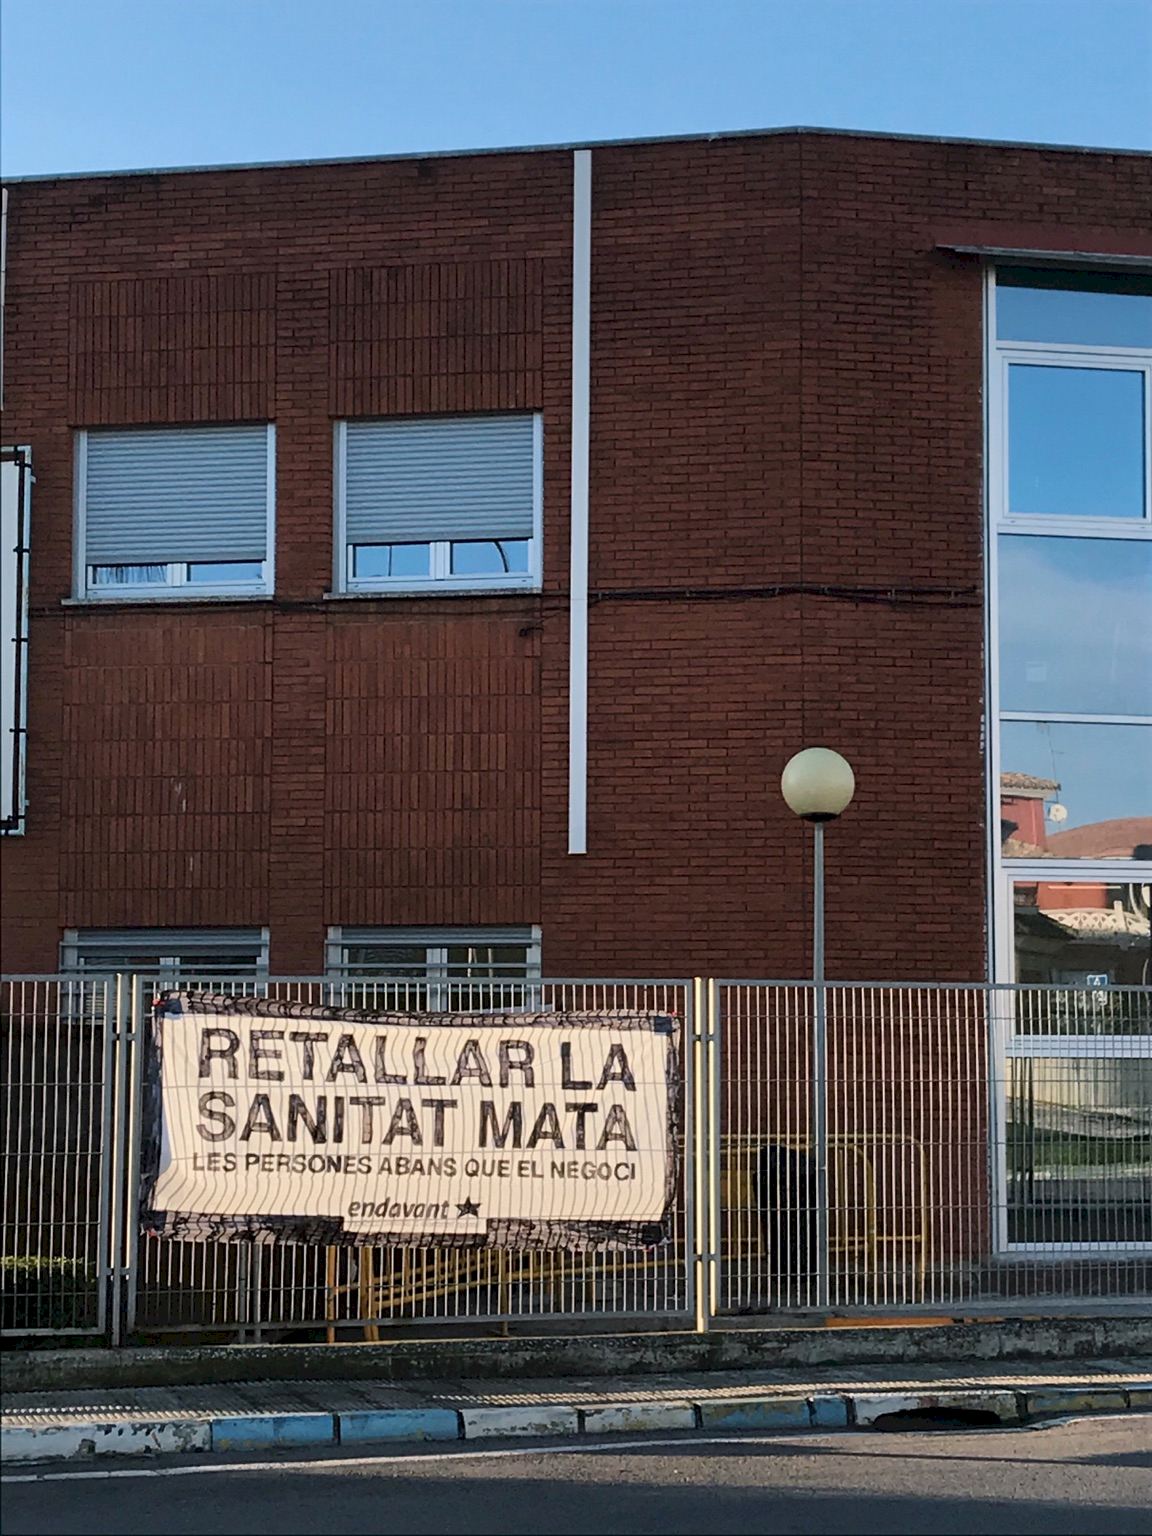 RETALLAR LA
SANITAT MATA
LES PERSONES ABANS QUE EL NEGOCI
endavant